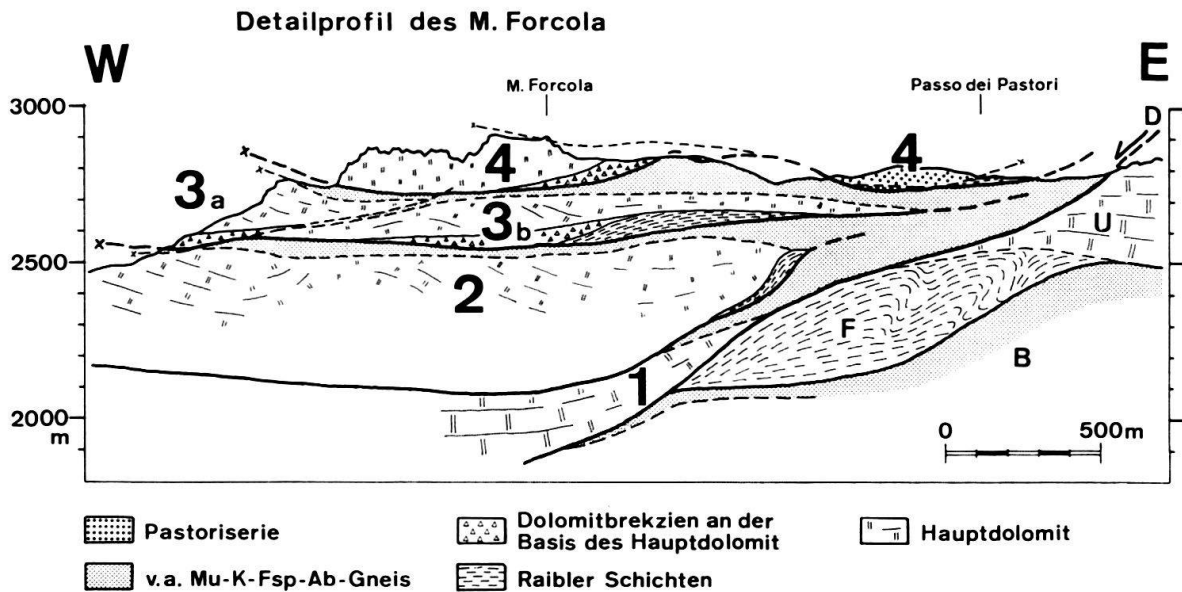 Detailprofil des M. Forcola
W
E
M. Forcola
Passo dei Pastori
3000
D
4
4
3a
3b
U
2500
2
F
B
1
2000
m
0 500m
Pastoriserie
Dolomitbrekzien an der
Basis des Hauptdolomit
Hauptdolomit
v.a. Mu-K-Fsp-Ab-Gneis
Raibler Schichten